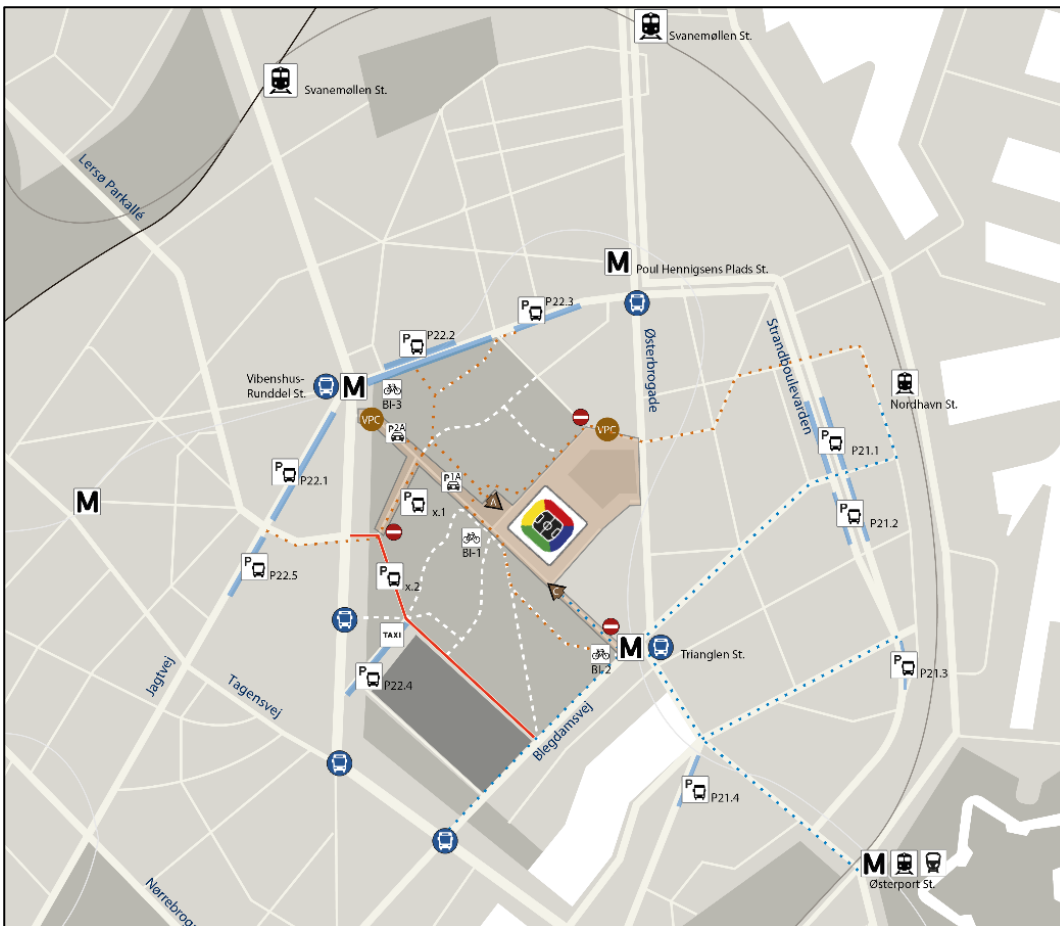 Svanemøllen St.
Svanemøllen St.
Lersø Parkallé
M
Poul Hennigsens Plads St.
P
P22.3
P
P22.2
Østerbrogade
Strandboulevarden
Vibenshus-
Runddel St.
M
BI-3
Nordhavn St.
VPC
P2A
VPC
P
P21.1
P
P22.1
P1A
M
P
x.1
A
P
P21.2
BI-1
P
P22.5
P
x.2
C
TAXI
M
Trianglen St.
BI-2
P
P21.3
P
P22.4
Jagtvej
Tagensvej
Blegdamsvej
P
P21.4
M
Østerport St.
Nørrebrog